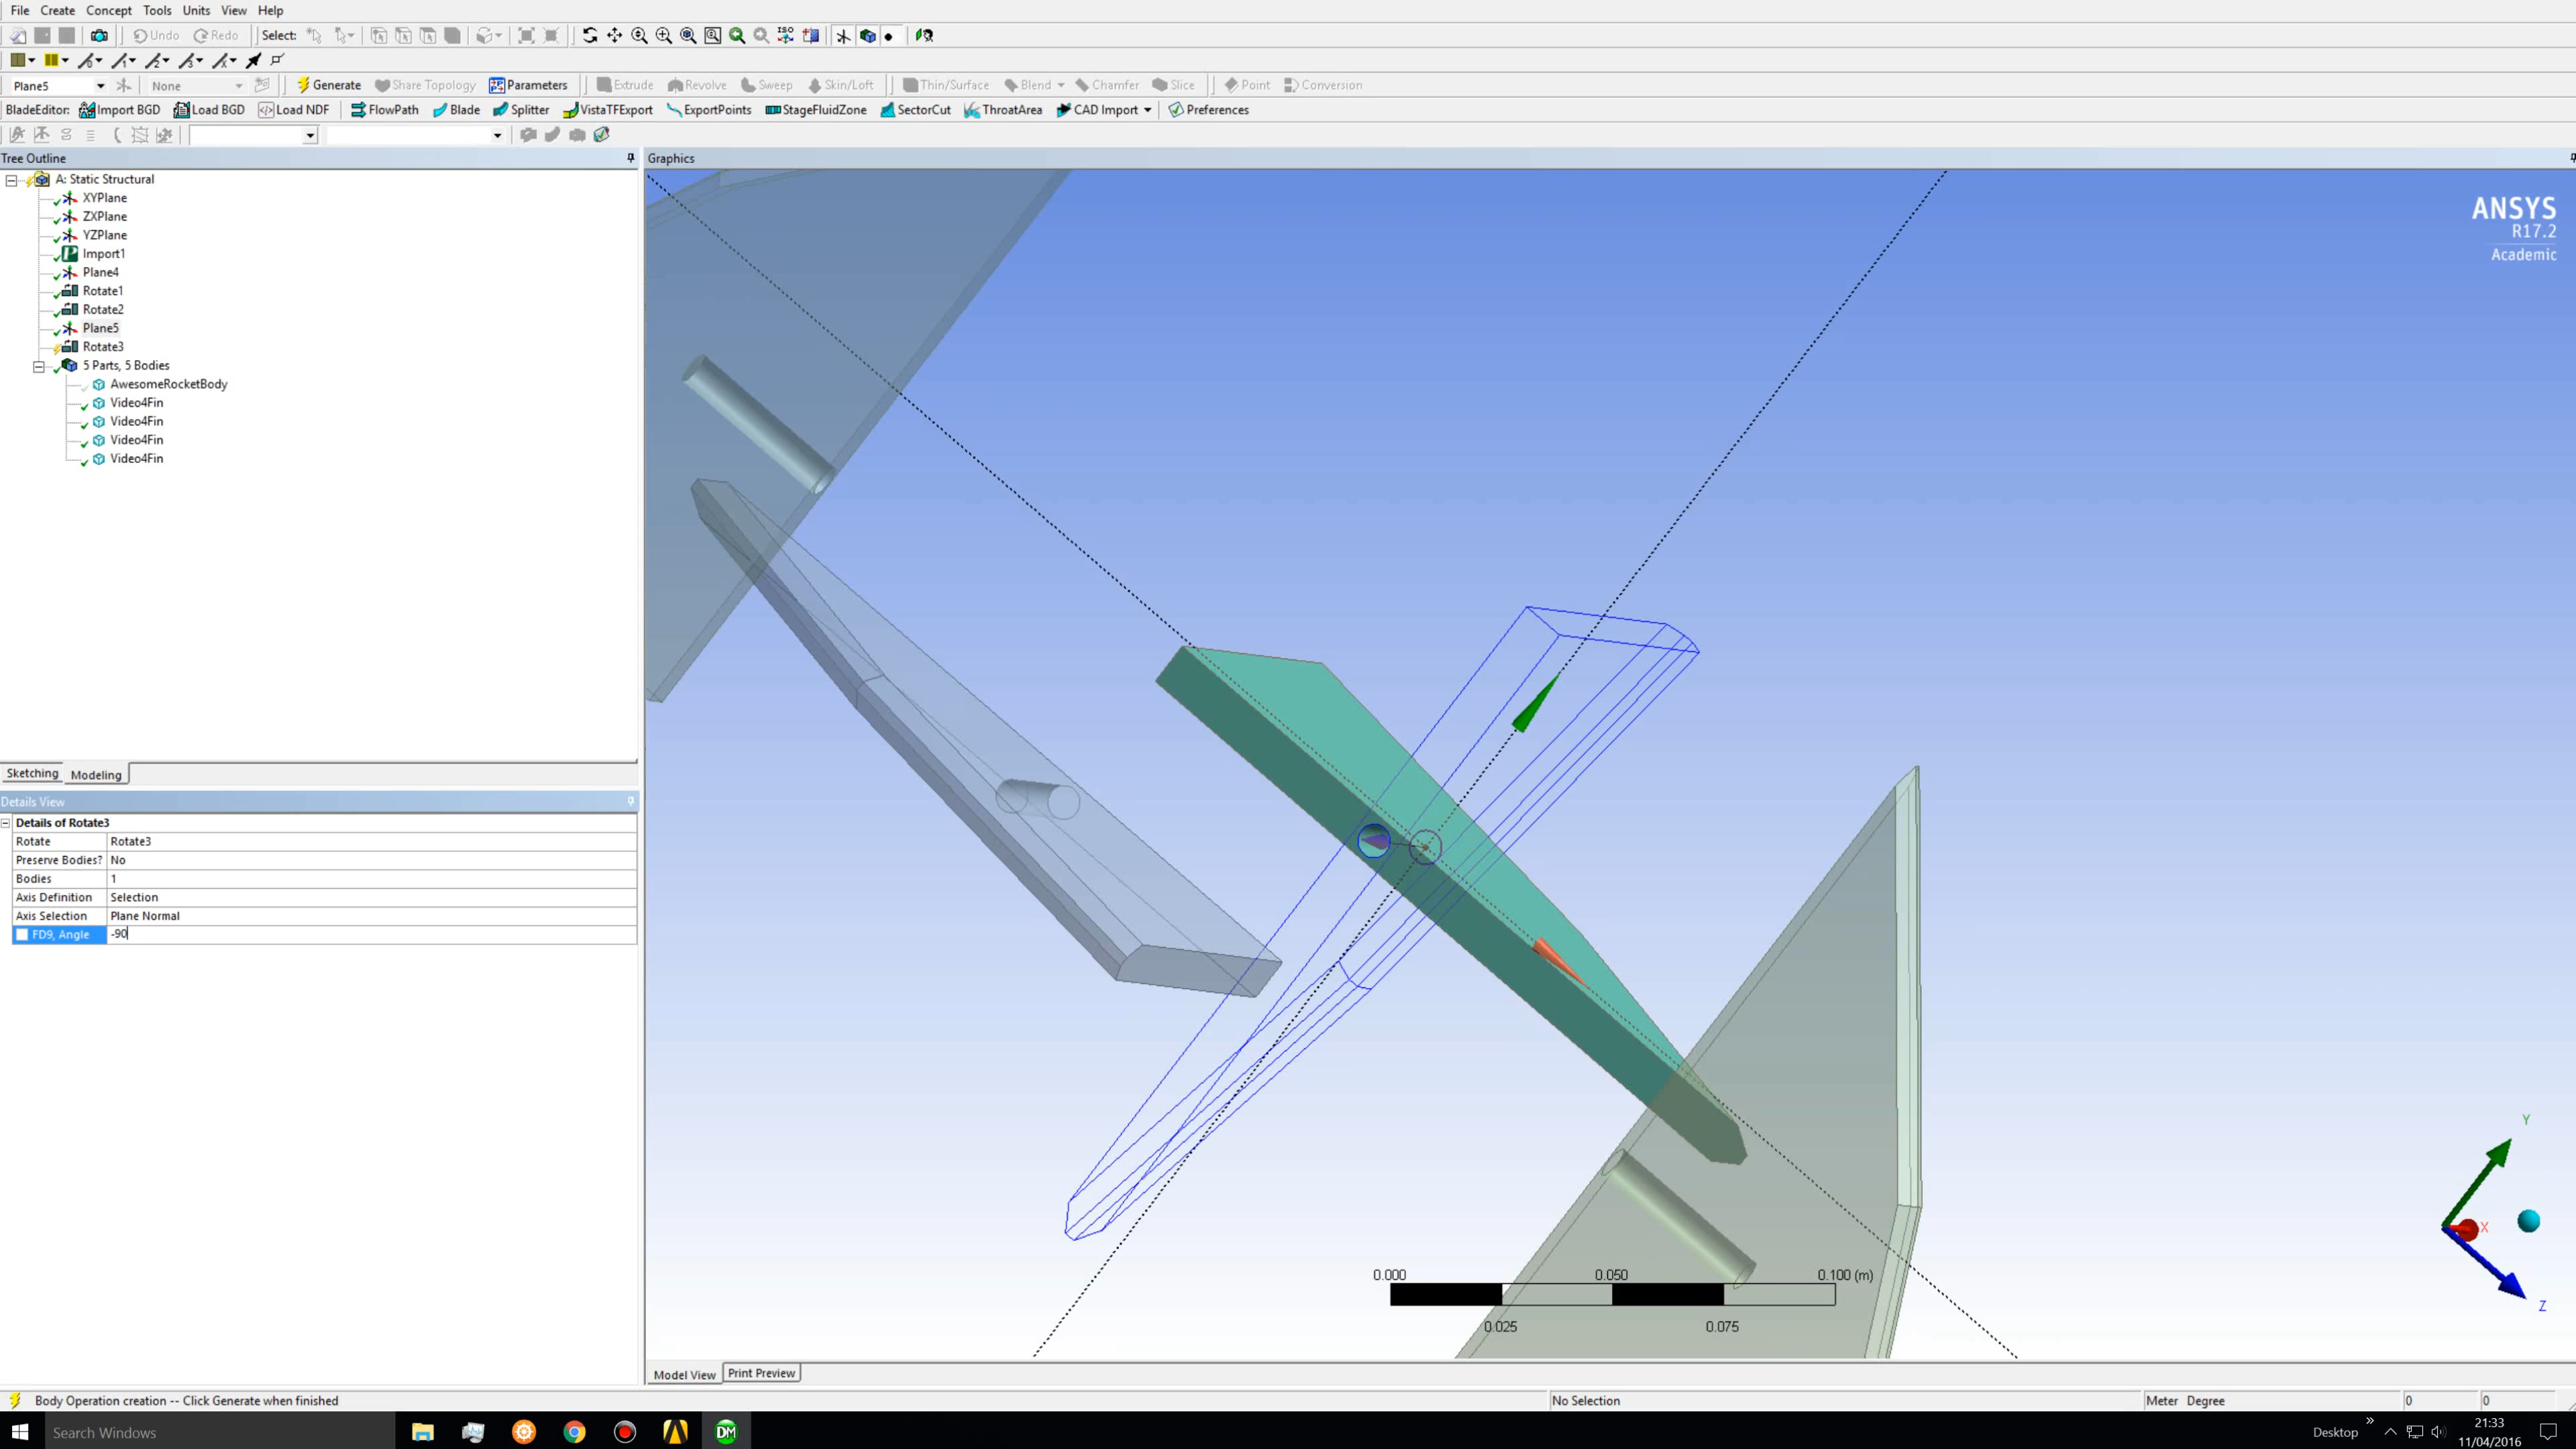 File Create Concept Tools Units View Help
Undo Redo Select: ISO
Plane5 None Generate Share Topology Parameters Extrude Revolve Sweep Skin/Loft Thin/Surface Blend Chamfer Slice Point Conversion
BladeEditor: Import BGD Load BGD Load NDF FlowPath Blade Splitter VistaTFExport ExportPoints StageFluidZone SectorCut ThroatArea CAD Import Preferences
Tree Outline
A: Static Structural
XYPlane
ZXPlane
YZPlane
Import1
Plane4
Rotate1
Rotate2
Plane5
Rotate3
5 Parts, 5 Bodies
AwesomeRocketBody
Video4Fin
Video4Fin
Video4Fin
Video4Fin
Sketching Modeling
Details View
Details of Rotate3
Rotate Rotate3
Preserve Bodies? No
Bodies 1
Axis Definition Selection
Axis Selection Plane Normal
FD9, Angle -90
Graphics
ANSYS
R17.2
Academic
Y
X
Z
0.000 0.050 0.100 (m)
0.025 0.075
Model View Print Preview
Body Operation creation -- Click Generate when finished No Selection Meter Degree 0 0
Search Windows DM Desktop 21:33
11/04/2016